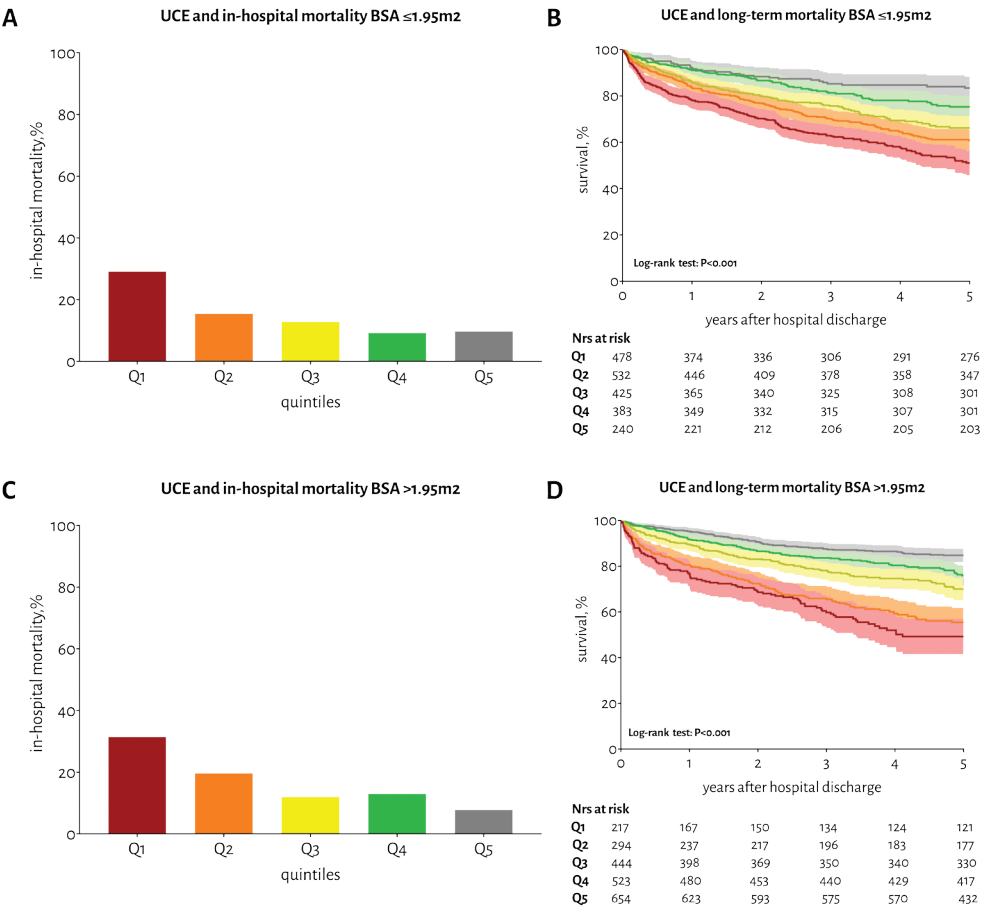 A
UCE and in-hospital mortality BSA ≤1.95m2
in-hospital mortality,%
100
80
60
40
20
0
Q1 Q2 Q3 Q4 Q5
quintiles
B
UCE and long-term mortality BSA ≤1.95m2
survival, %
100
80
60
40
20
0
Log-rank test: P<0.001
0 1 2 3 4 5
years after hospital discharge
Nrs at risk
Q1 478 374 336 306 291 276
Q2 532 446 409 378 358 347
Q3 425 365 340 325 308 301
Q4 383 349 332 315 307 301
Q5 240 221 212 206 205 203
C
UCE and in-hospital mortality BSA >1.95m2
in-hospital mortality,%
100
80
60
40
20
0
Q1 Q2 Q3 Q4 Q5
quintiles
D
UCE and long-term mortality BSA >1.95m2
survival, %
100
80
60
40
20
0
Log-rank test: P<0.001
0 1 2 3 4 5
years after hospital discharge
Nrs at risk
Q1 217 167 150 134 124 121
Q2 294 237 217 196 183 177
Q3 444 398 369 350 340 330
Q4 523 480 453 440 429 417
Q5 654 623 593 575 570 432